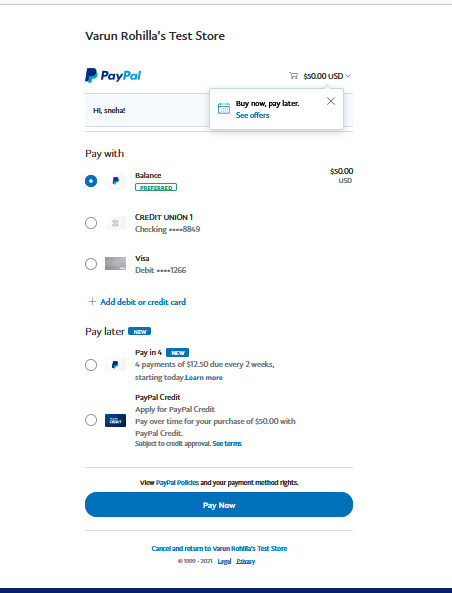 Varun Rohilla's Test Store
PayPal
$50.00 USD
Buy now, pay later.
See offers
Hi, sneha!
Pay with
Balance
PREFERRED
$50.00
USD
CREDIT UNION 1
Checking ••••8849
Visa
Debit ••••1266
+ Add debit or credit card
Pay later NEW
Pay in 4 NEW
4 payments of $12.50 due every 2 weeks,
starting today.Learn more
PayPal Credit
Apply for PayPal Credit
Pay over time for your purchase of $50.00 with
PayPal Credit.
Subject to credit approval. See terms
View PayPal Policies and your payment method rights.
Pay Now
Cancel and return to Varun Rohilla's Test Store
© 1999 - 2021 Legal Privacy